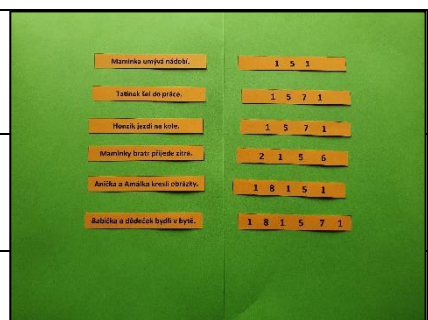 Maminka umývá nádobí. 1 5 1
Tatínek šel do práce. 1 5 7 1
Honzík jezdí na kole. 1 5 7 1
Maminky bratr přijede zítra. 2 1 5 6
Anička a Amálka kreslí obrázky. 1 8 1 5 1
Babička a dědeček bydlí v bytě. 1 8 1 5 7 1